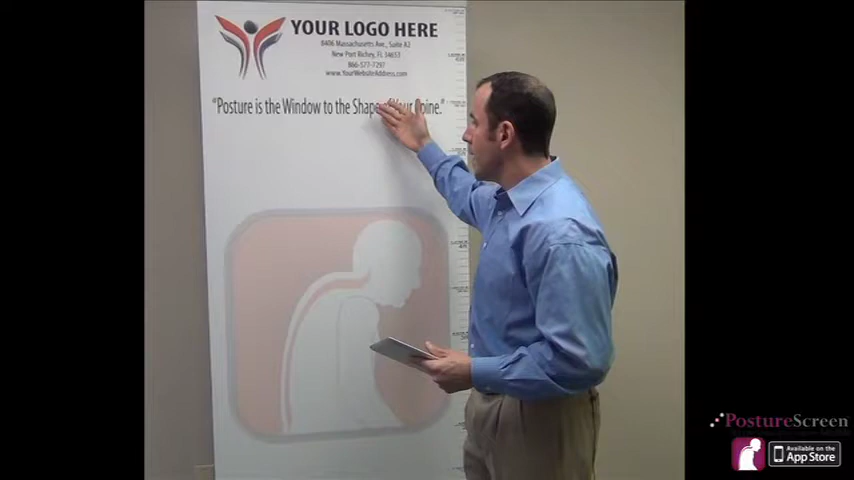 YOUR LOGO HERE
8406 Massachusetts Ave., Suite A2
New Port Richey, FL 34653
866-577-7297
www.YourWebsiteAddress.com
"Posture is the Window to the Shape of Your Spine."
PostureScreen
Available on the
App Store